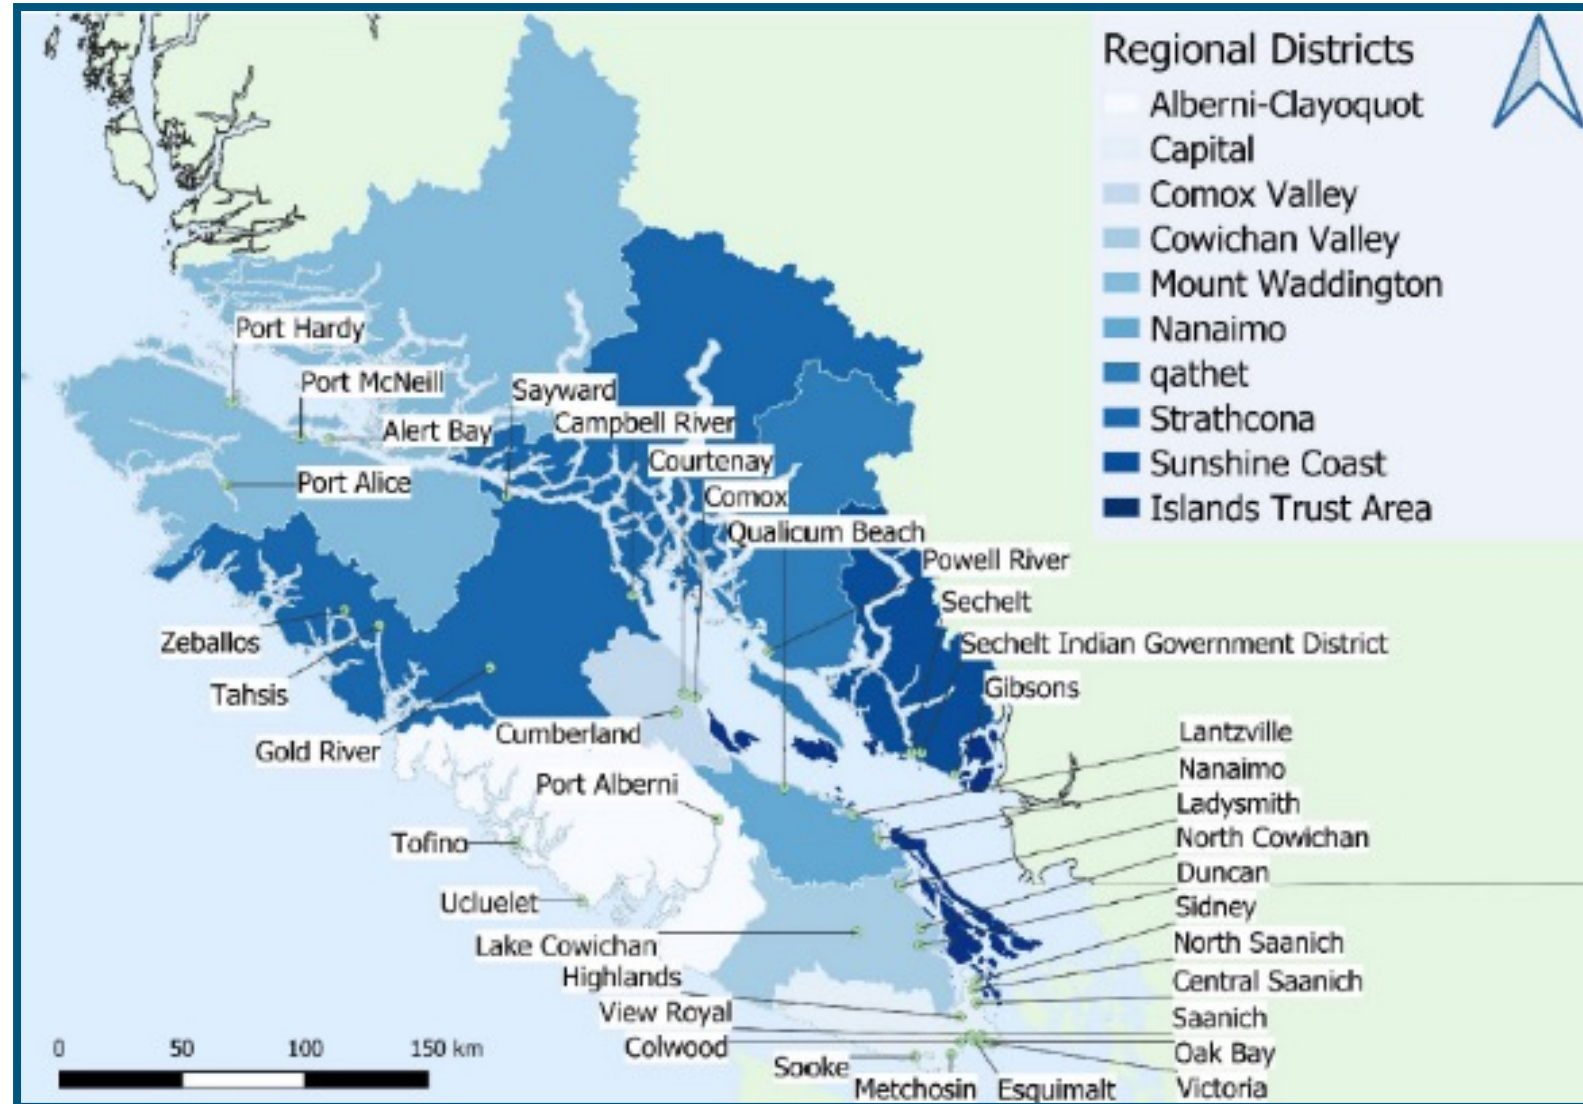 Regional Districts
Alberni-Clayoquot
Capital
Comox Valley
Cowichan Valley
Mount Waddington
Nanaimo
qathet
Strathcona
Sunshine Coast
Islands Trust Area
Port Hardy
Port McNeill
Sayward
Alert Bay
Campbell River
Courtenay
Port Alice
Comox
Qualicum Beach
Powell River
Sechelt
Zeballos
Sechelt Indian Government District
Tahsis
Gibsons
Gold River
Cumberland
Lantzville
Port Alberni
Nanaimo
Ladysmith
Tofino
North Cowichan
Duncan
Ucluelet
Sidney
Lake Cowichan
North Saanich
Highlands
Central Saanich
View Royal
Saanich
Colwood
Oak Bay
Sooke
Metchosin
Esquimalt
Victoria
0 50 100 150 km